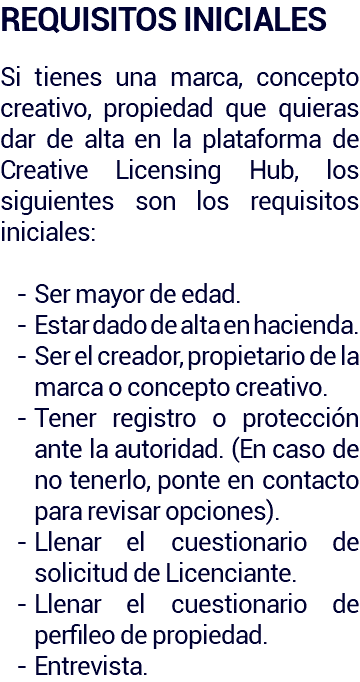 REQUISITOS INICIALES
Si tienes una marca, concepto
creativo, propiedad que quieras
dar de alta en la plataforma de
Creative Licensing Hub, los
siguientes son los requisitos
iniciales:
- Ser mayor de edad.
- Estar dado de alta en hacienda.
- Ser el creador, propietario de la
marca o concepto creativo.
- Tener registro o protección
ante la autoridad. (En caso de
no tenerlo, ponte en contacto
para revisar opciones).
- Llenar el cuestionario de
solicitud de Licenciante.
- Llenar el cuestionario de
perfileo de propiedad.
- Entrevista.